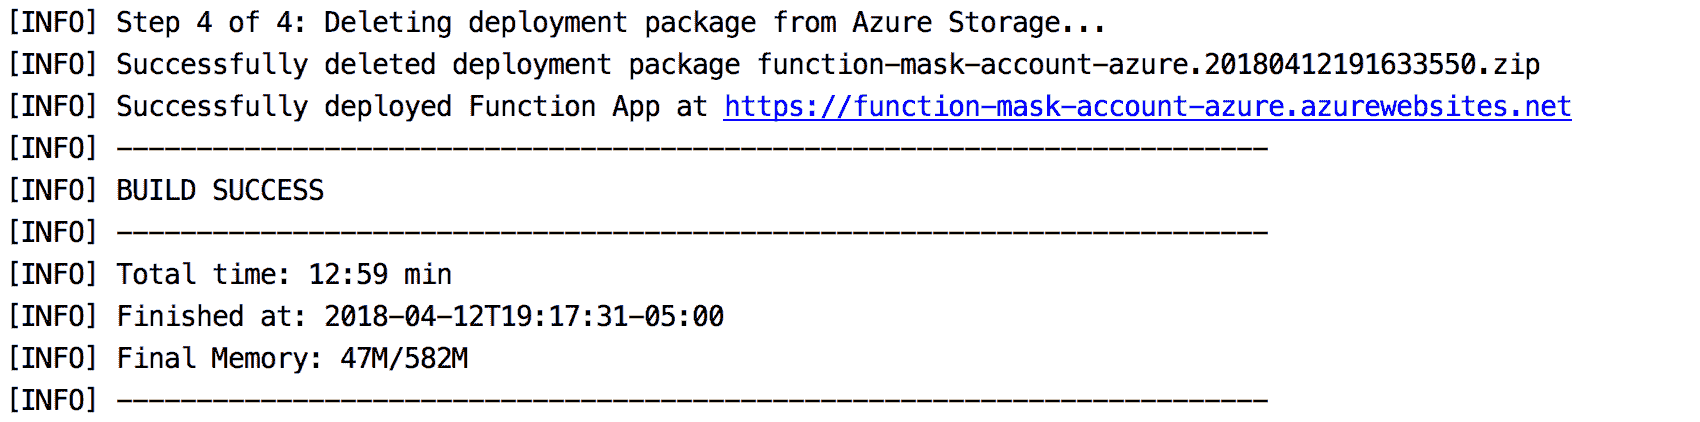 [INFO] Step 4 of 4: Deleting deployment package from Azure Storage...
[INFO] Successfully deleted deployment package function-mask-account-azure.20180412191633550.zip
[INFO] Successfully deployed Function App at https://function-mask-account-azure.azurewebsites.net
[INFO] ------------------------------------------------------------------------
[INFO] BUILD SUCCESS
[INFO] ------------------------------------------------------------------------
[INFO] Total time: 12:59 min
[INFO] Finished at: 2018-04-12T19:17:31-05:00
[INFO] Final Memory: 47M/582M
[INFO] ------------------------------------------------------------------------